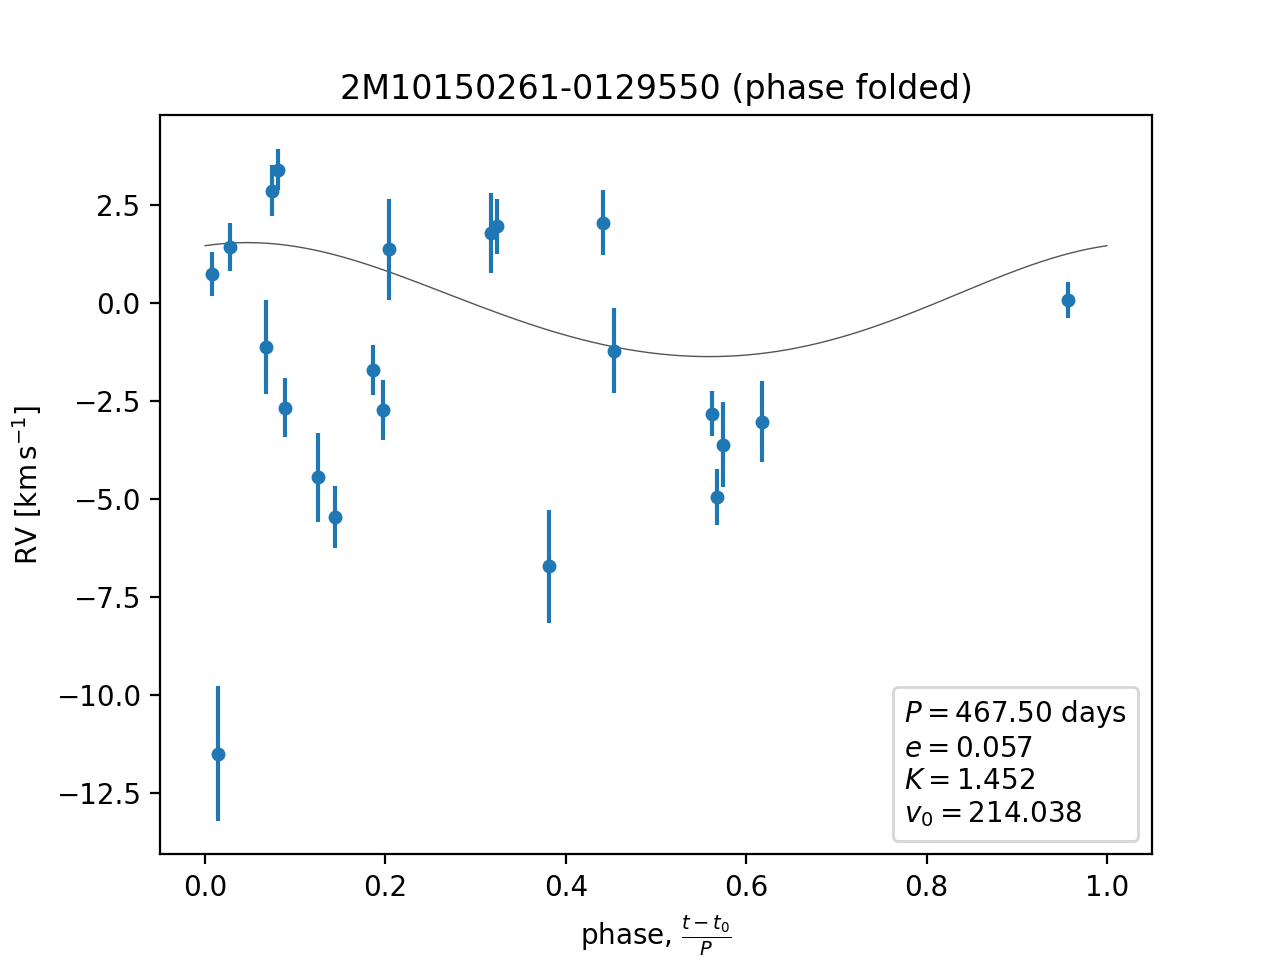 2M10150261-0129550 (phase folded)
RV [km s⁻¹]
2.5
0.0
−2.5
−5.0
−7.5
−10.0
−12.5
P = 467.50 days
e = 0.057
K = 1.452
v₀ = 214.038
0.0 0.2 0.4 0.6 0.8 1.0
phase, (t − t₀)/P